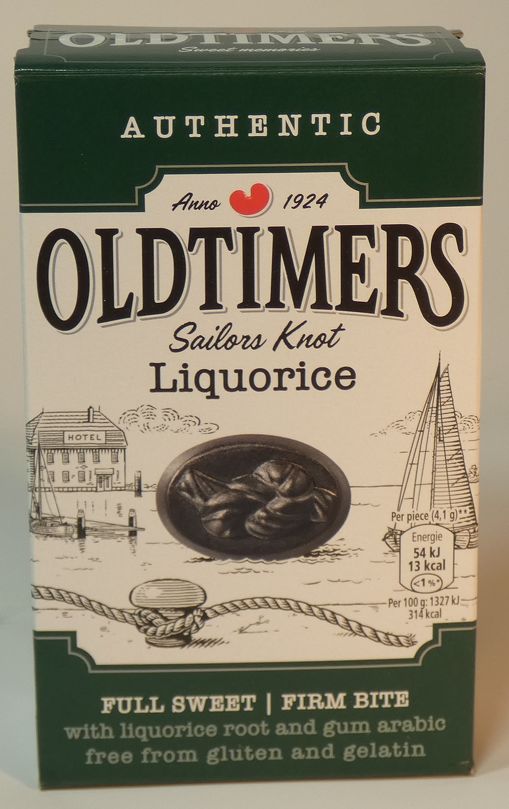 OLDTIMERS
Sweet memories
AUTHENTIC
Anno 1924
OLDTIMERS
Sailors Knot
Liquorice
HOTEL
Per piece (4,1 g)**
Energie
54 kJ
13 kcal
<1%*
Per 100 g: 1327 kJ
314 kcal
FULL SWEET | FIRM BITE
with liquorice root and gum arabic
free from gluten and gelatin